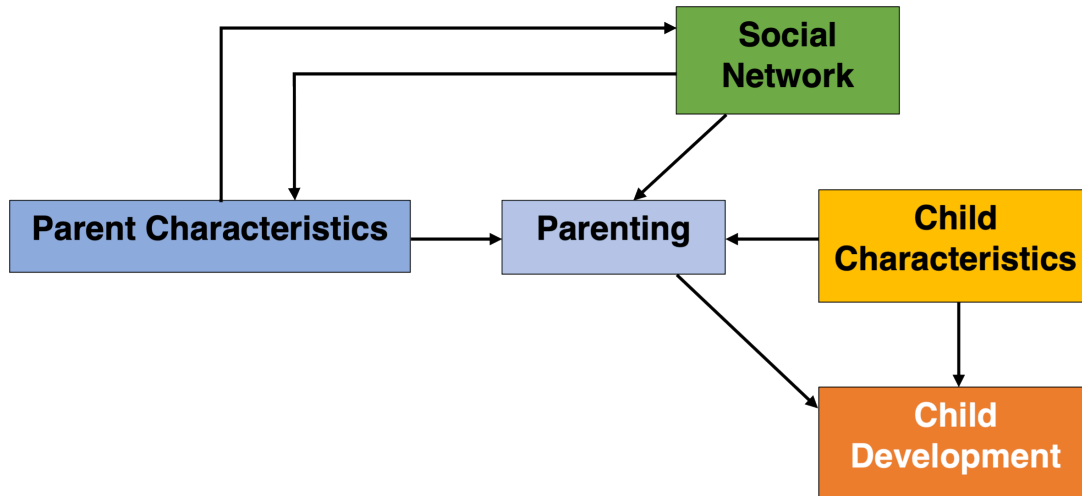 Social
Network
Parent Characteristics
Parenting
Child
Characteristics
Child
Development